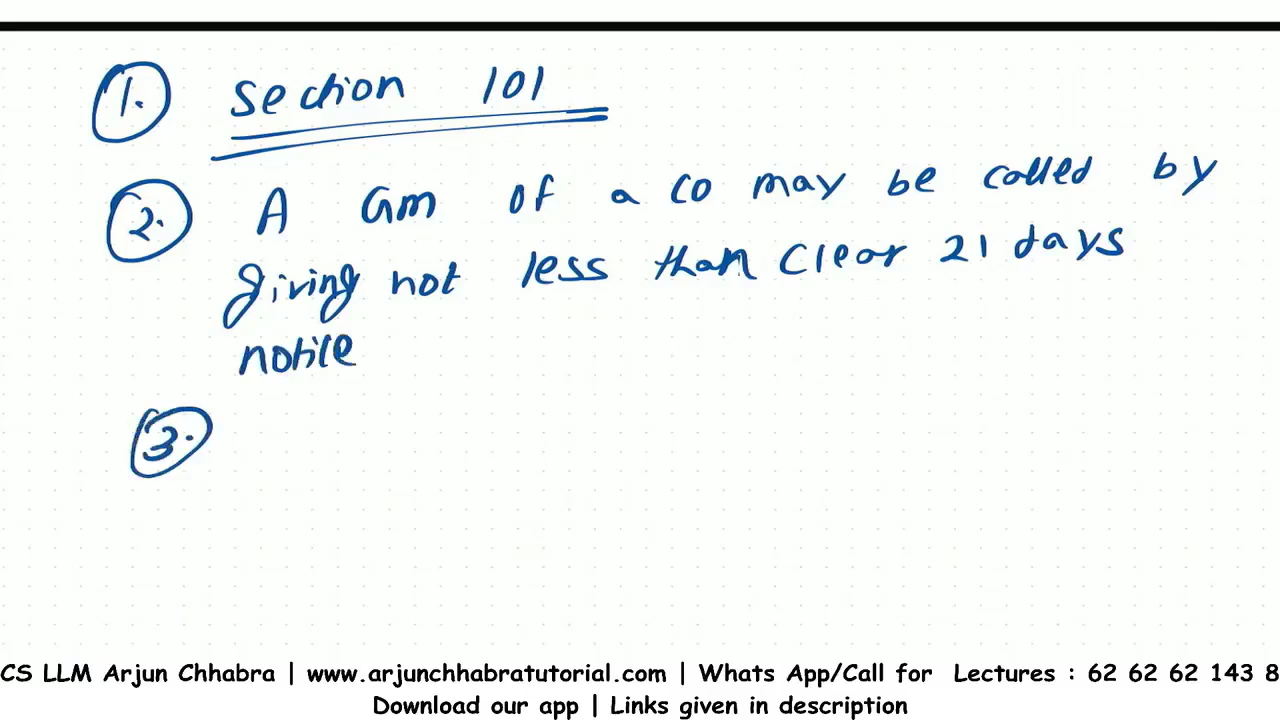 1. Section 101
2. A Gm of a co may be called by
giving not less than clear 21 days
notice
3.
CS LLM Arjun Chhabra | www.arjunchhabratutorial.com | Whats App/Call for Lectures : 62 62 62 143 8
Download our app | Links given in description